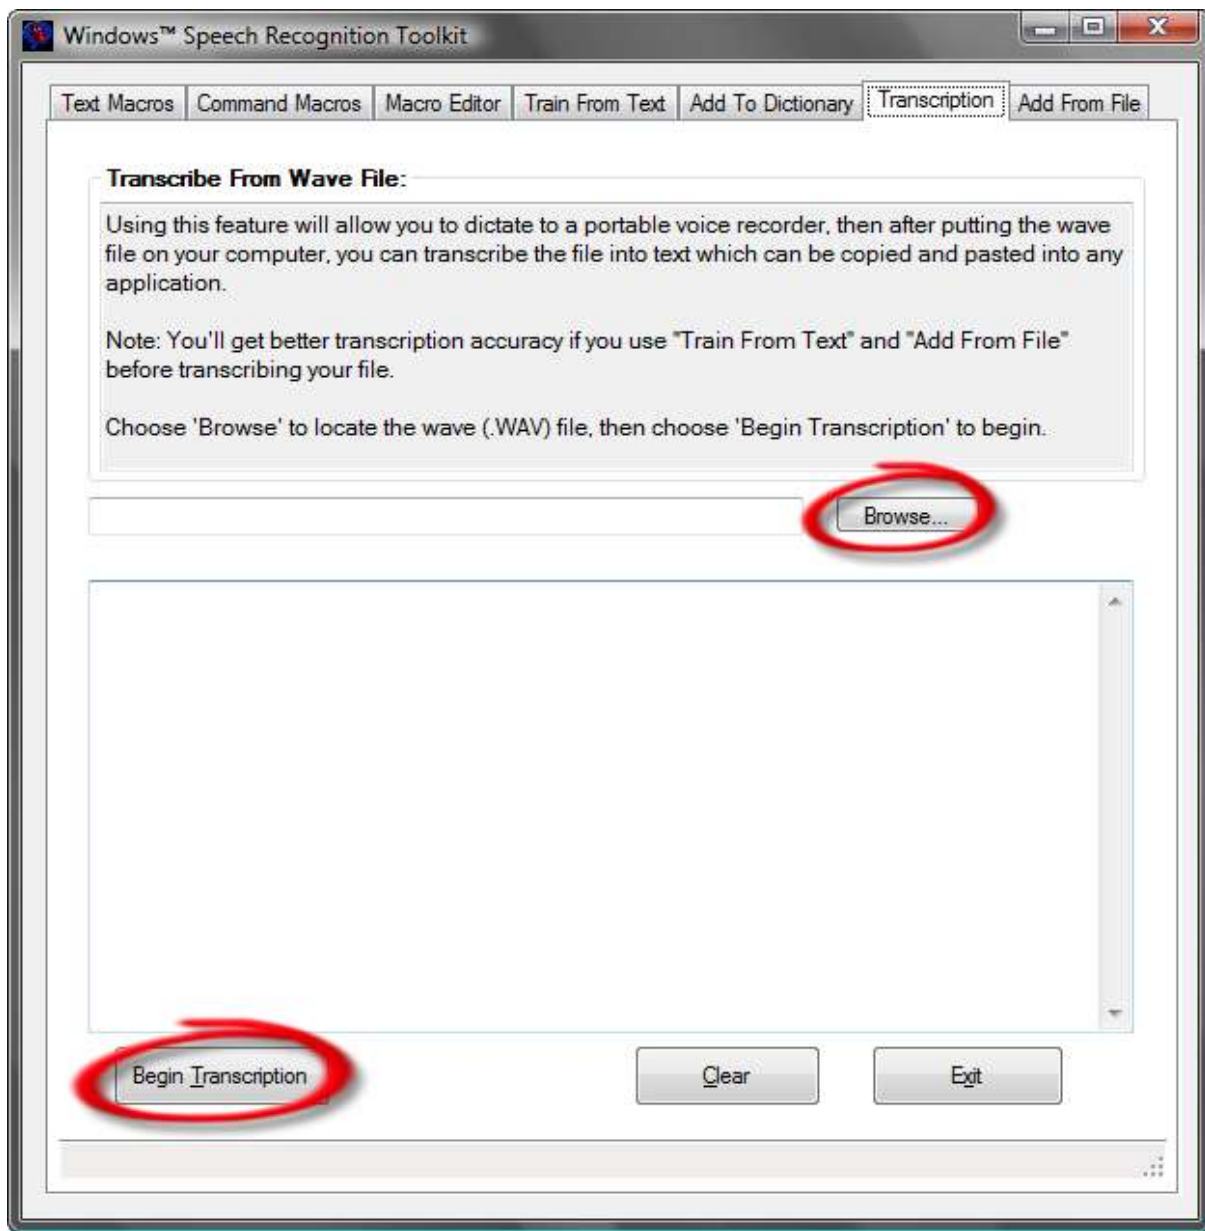 Windows™ Speech Recognition Toolkit
Text Macros Command Macros Macro Editor Train From Text Add To Dictionary Transcription Add From File
Transcribe From Wave File:
Using this feature will allow you to dictate to a portable voice recorder, then after putting the wave
file on your computer, you can transcribe the file into text which can be copied and pasted into any
application.
Note: You'll get better transcription accuracy if you use "Train From Text" and "Add From File"
before transcribing your file.
Choose 'Browse' to locate the wave (.WAV) file, then choose 'Begin Transcription' to begin.
Browse...
Begin Transcription Clear Exit